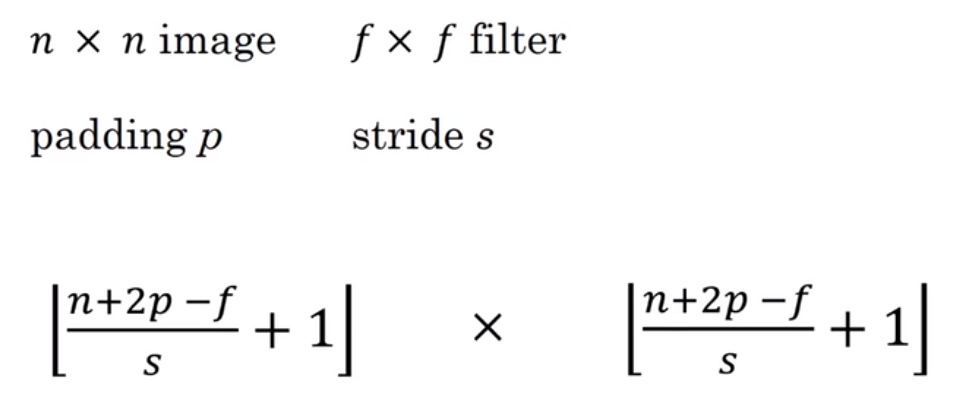 n × n image f × f filter
padding p stride s
⌊(n+2p −f)/s + 1⌋ × ⌊(n+2p −f)/s + 1⌋